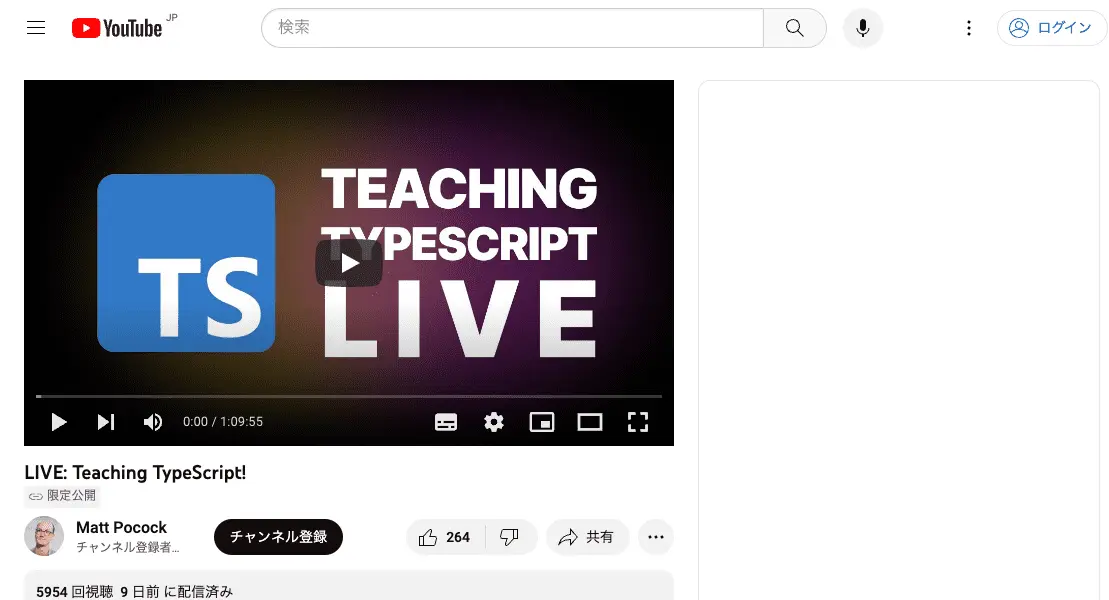 YouTube JP
検索
ログイン
TS
TEACHING
TYPESCRIPT
LIVE
0:00 / 1:09:55
LIVE: Teaching TypeScript!
限定公開
Matt Pocock
チャンネル登録者...
チャンネル登録
264
共有
5954 回視聴 9 日前 に配信済み